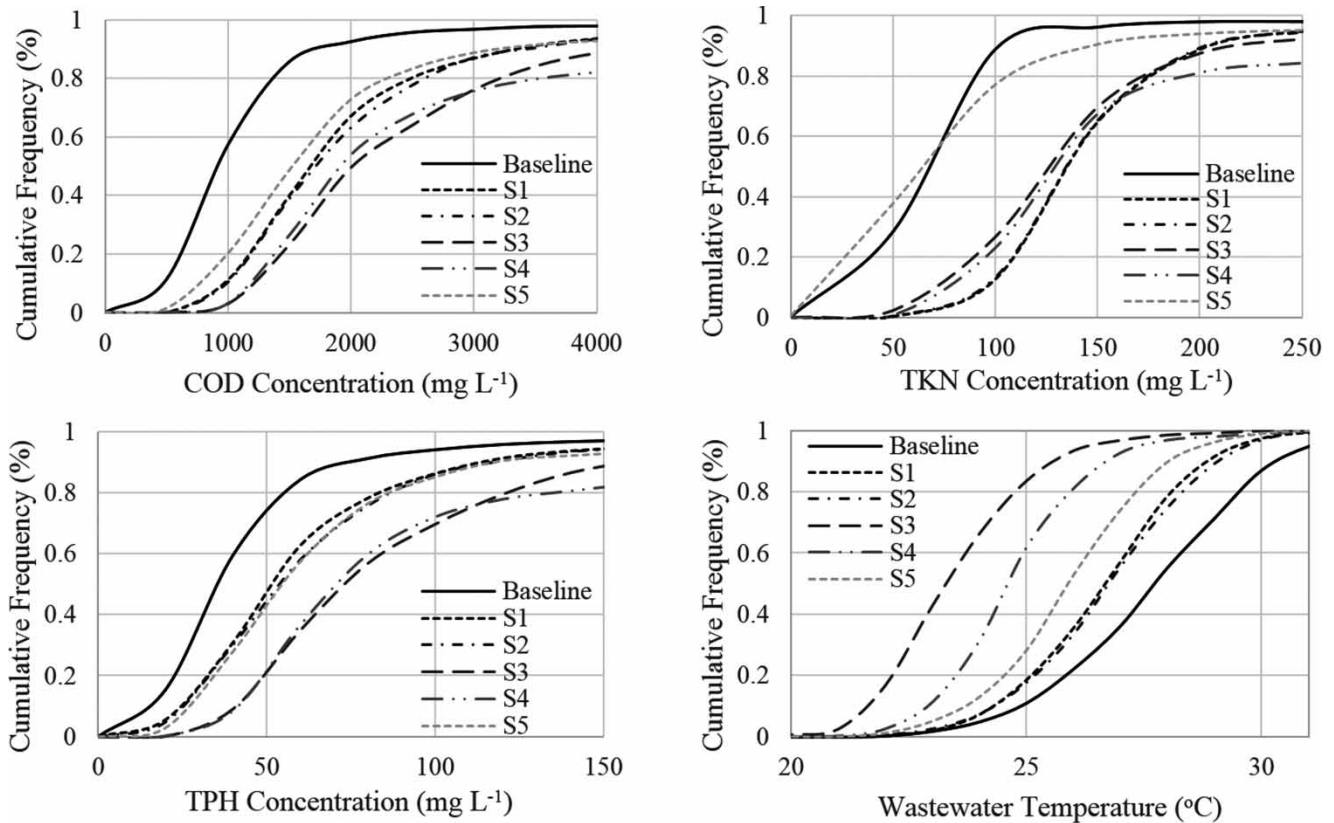 Cumulative Frequency (%)
1
0.8
0.6
0.4
0.2
0
0 1000 2000 3000 4000
COD Concentration (mg L⁻¹)
Baseline
S1
S2
S3
S4
S5
Cumulative Frequency (%)
1
0.8
0.6
0.4
0.2
0
0 50 100 150 200 250
TKN Concentration (mg L⁻¹)
Baseline
S1
S2
S3
S4
S5
Cumulative Frequency (%)
1
0.8
0.6
0.4
0.2
0
0 50 100 150
TPH Concentration (mg L⁻¹)
Baseline
S1
S2
S3
S4
S5
Cumulative Frequency (%)
1
0.8
0.6
0.4
0.2
0
20 25 30
Wastewater Temperature (ºC)
Baseline
S1
S2
S3
S4
S5